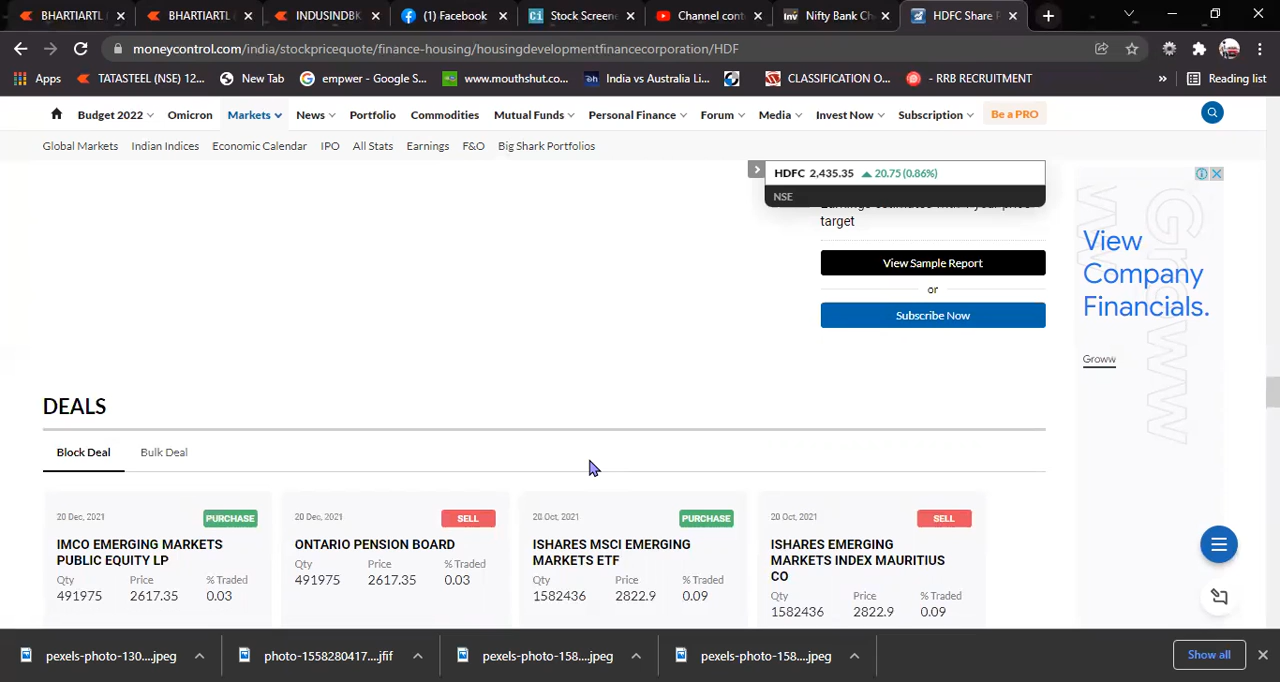 BHARTIARTL
BHARTIARTL
INDUSINDBK
(1) Facebook
Stock Screene
Channel cont
Nifty Bank Ch
HDFC Share P
moneycontrol.com/india/stockpricequote/finance-housing/housingdevelopmentfinancecorporation/HDF
Apps
TATASTEEL (NSE) 12...
New Tab
empwer - Google S...
www.mouthshut.co...
India vs Australia Li...
CLASSIFICATION O...
- RRB RECRUITMENT
»
Reading list
Budget 2022
Omicron
Markets
News
Portfolio
Commodities
Mutual Funds
Personal Finance
Forum
Media
Invest Now
Subscription
Be a PRO
Global Markets
Indian Indices
Economic Calendar
IPO
All Stats
Earnings
F&O
Big Shark Portfolios
HDFC 2,435.35 20.75 (0.86%)
NSE
target
View Sample Report
or
Subscribe Now
View
Company
Financials.
Groww
DEALS
Block Deal
Bulk Deal
20 Dec, 2021
PURCHASE
IMCO EMERGING MARKETS
PUBLIC EQUITY LP
Qty Price % Traded
491975 2617.35 0.03
20 Dec, 2021
SELL
ONTARIO PENSION BOARD
Qty Price % Traded
491975 2617.35 0.03
20 Oct, 2021
PURCHASE
ISHARES MSCI EMERGING
MARKETS ETF
Qty Price % Traded
1582436 2822.9 0.09
20 Oct, 2021
SELL
ISHARES EMERGING
MARKETS INDEX MAURITIUS
CO
Qty Price % Traded
1582436 2822.9 0.09
pexels-photo-130....jpeg
photo-1558280417....jfif
pexels-photo-158....jpeg
pexels-photo-158....jpeg
Show all